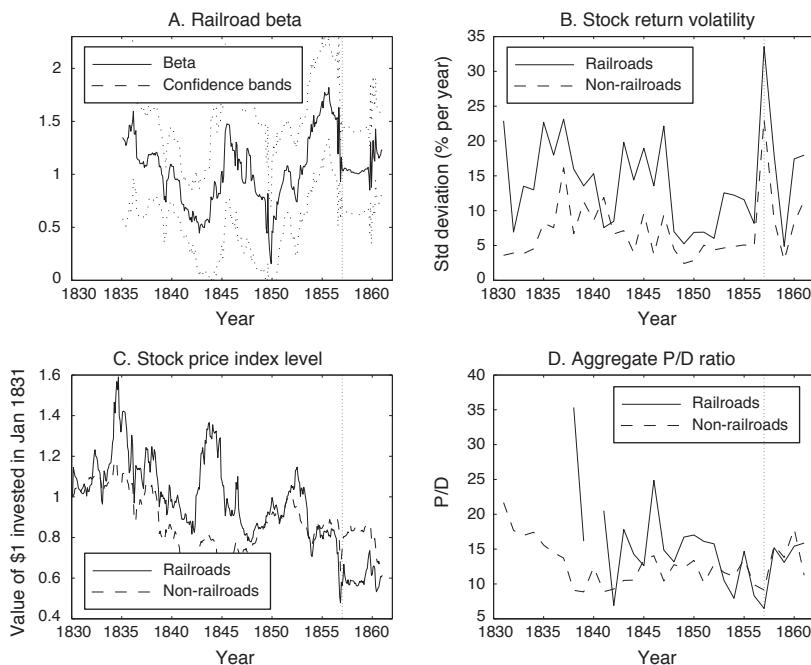 A. Railroad beta
2
1.5
1
0.5
0
Beta
Confidence bands
1830 1835 1840 1845 1850 1855 1860
Year
B. Stock return volatility
Std deviation (% per year)
35
30
25
20
15
10
5
0
Railroads
Non-railroads
1830 1835 1840 1845 1850 1855 1860
Year
C. Stock price index level
Value of $1 invested in Jan 1831
1.6
1.4
1.2
1
0.8
0.6
0.4
Railroads
Non-railroads
1830 1835 1840 1845 1850 1855 1860
Year
D. Aggregate P/D ratio
P/D
40
35
30
25
20
15
10
5
Railroads
Non-railroads
1830 1835 1840 1845 1850 1855 1860
Year